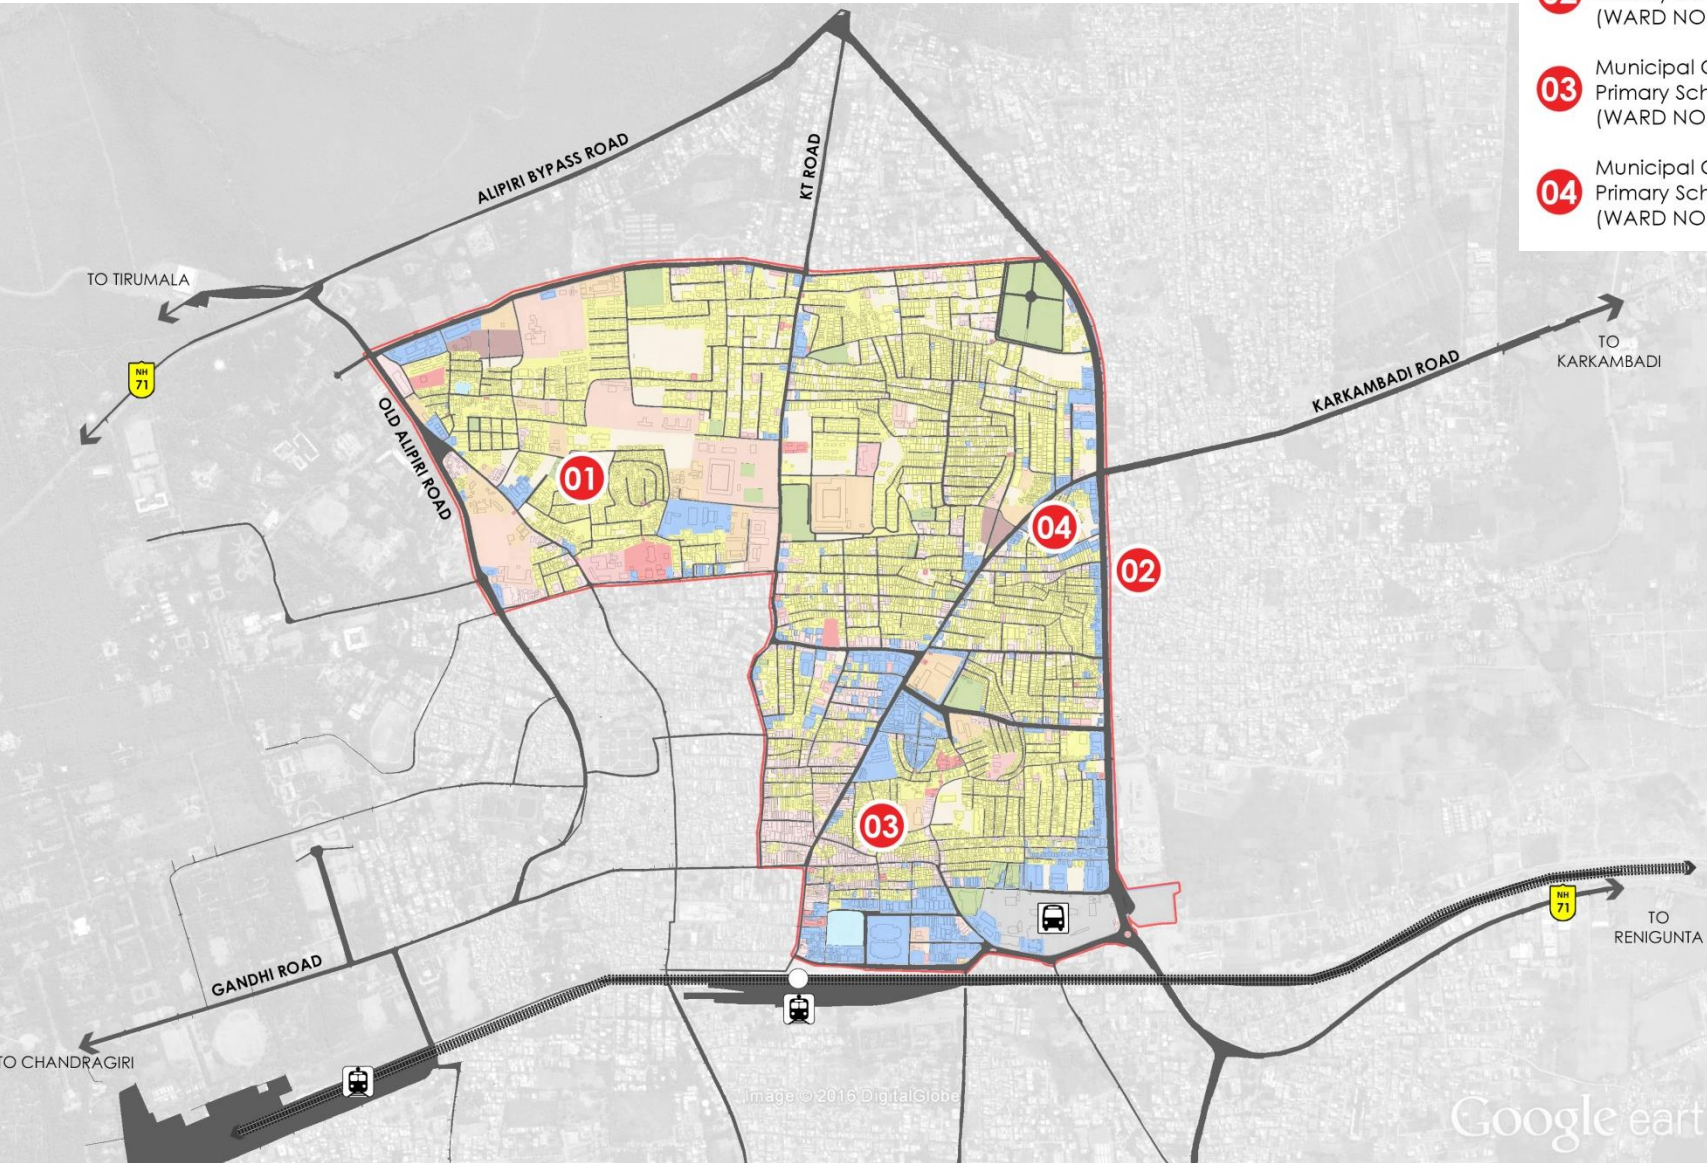 (WARD NO
03
Municipal
Primary Sch
(WARD NO
04
Municipal
Primary Sch
(WARD NO
ALIPIRI BYPASS ROAD
KT ROAD
TO TIRUMALA
NH
71
OLD ALIPIRI ROAD
KARKAMBADI ROAD
TO
KARKAMBADI
01
04
02
03
NH
71
TO
RENIGUNTA
GANDHI ROAD
TO CHANDRAGIRI
Image © 2016 DigitalGlobe
Google eart